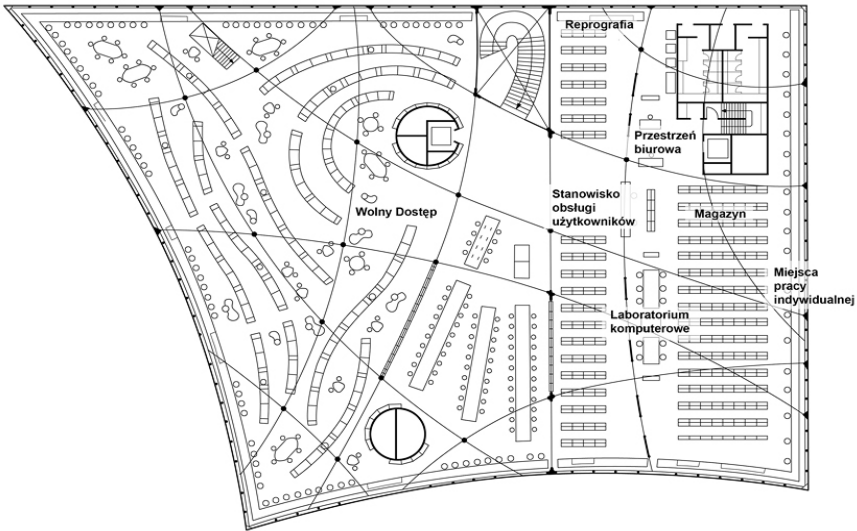 Reprografia
Przestrzeń
biurowa
Stanowisko
obsługi
użytkowników
Wolny Dostęp
Magazyn
Miejsca
pracy
indywidualnej
Laboratorium
komputerowe